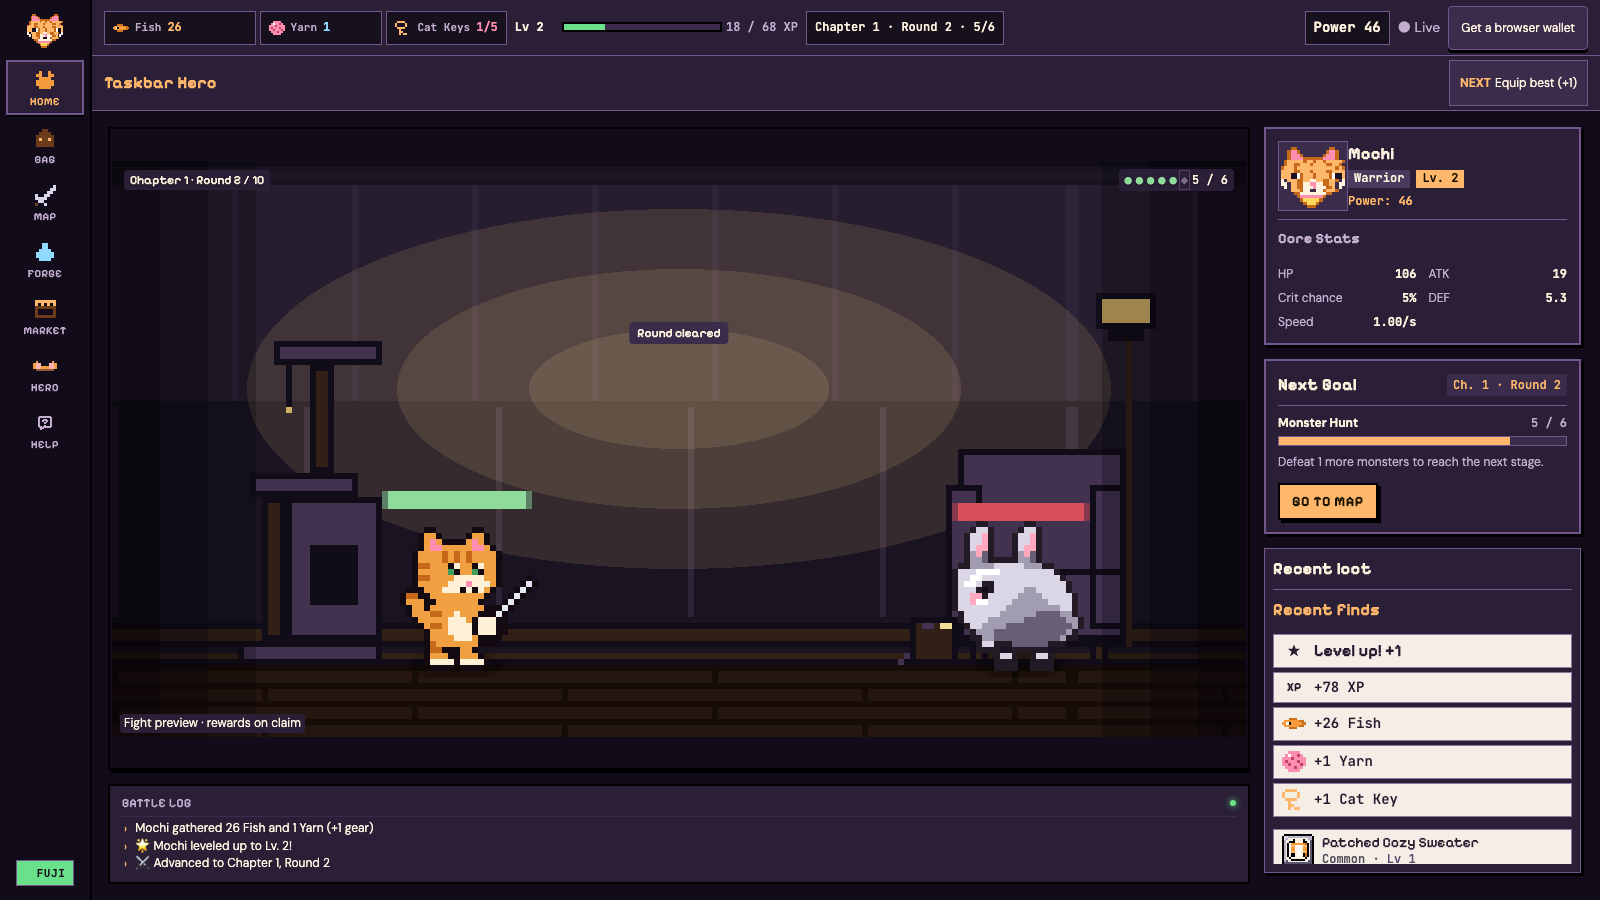 Fish 26
Yarn 1
Cat Keys 1/5
Lv 2
18 / 68 XP
Chapter 1 · Round 2 · 5/6
Power 46
Live
Get a browser wallet
Taskbar Hero
NEXT Equip best (+1)
HOME
BAG
MAP
FORGE
MARKET
HERO
HELP
FUJI
Chapter 1 · Round 2 / 10
5 / 6
Round cleared
Fight preview · rewards on claim
BATTLE LOG
› Mochi gathered 26 Fish and 1 Yarn (+1 gear)
› 🌟 Mochi leveled up to Lv. 2!
› ⚔️ Advanced to Chapter 1, Round 2
Mochi
Warrior Lv. 2
Power: 46
Core Stats
HP 106 ATK 19
Crit chance 5% DEF 5.3
Speed 1.00/s
Next Goal
Ch. 1 · Round 2
Monster Hunt 5 / 6
Defeat 1 more monsters to reach the next stage.
GO TO MAP
Recent loot
Recent finds
★ Level up! +1
XP +78 XP
+26 Fish
+1 Yarn
+1 Cat Key
Patched Cozy Sweater
Common · Lv 1